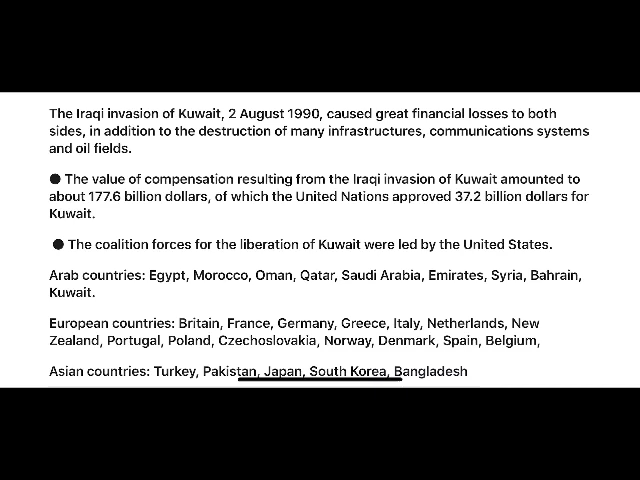 The Iraqi invasion of Kuwait, 2 August 1990, caused great financial losses to both
sides, in addition to the destruction of many infrastructures, communications systems
and oil fields.
● The value of compensation resulting from the Iraqi invasion of Kuwait amounted to
about 177.6 billion dollars, of which the United Nations approved 37.2 billion dollars for
Kuwait.
● The coalition forces for the liberation of Kuwait were led by the United States.
Arab countries: Egypt, Morocco, Oman, Qatar, Saudi Arabia, Emirates, Syria, Bahrain,
Kuwait.
European countries: Britain, France, Germany, Greece, Italy, Netherlands, New
Zealand, Portugal, Poland, Czechoslovakia, Norway, Denmark, Spain, Belgium,
Asian countries: Turkey, Pakistan, Japan, South Korea, Bangladesh